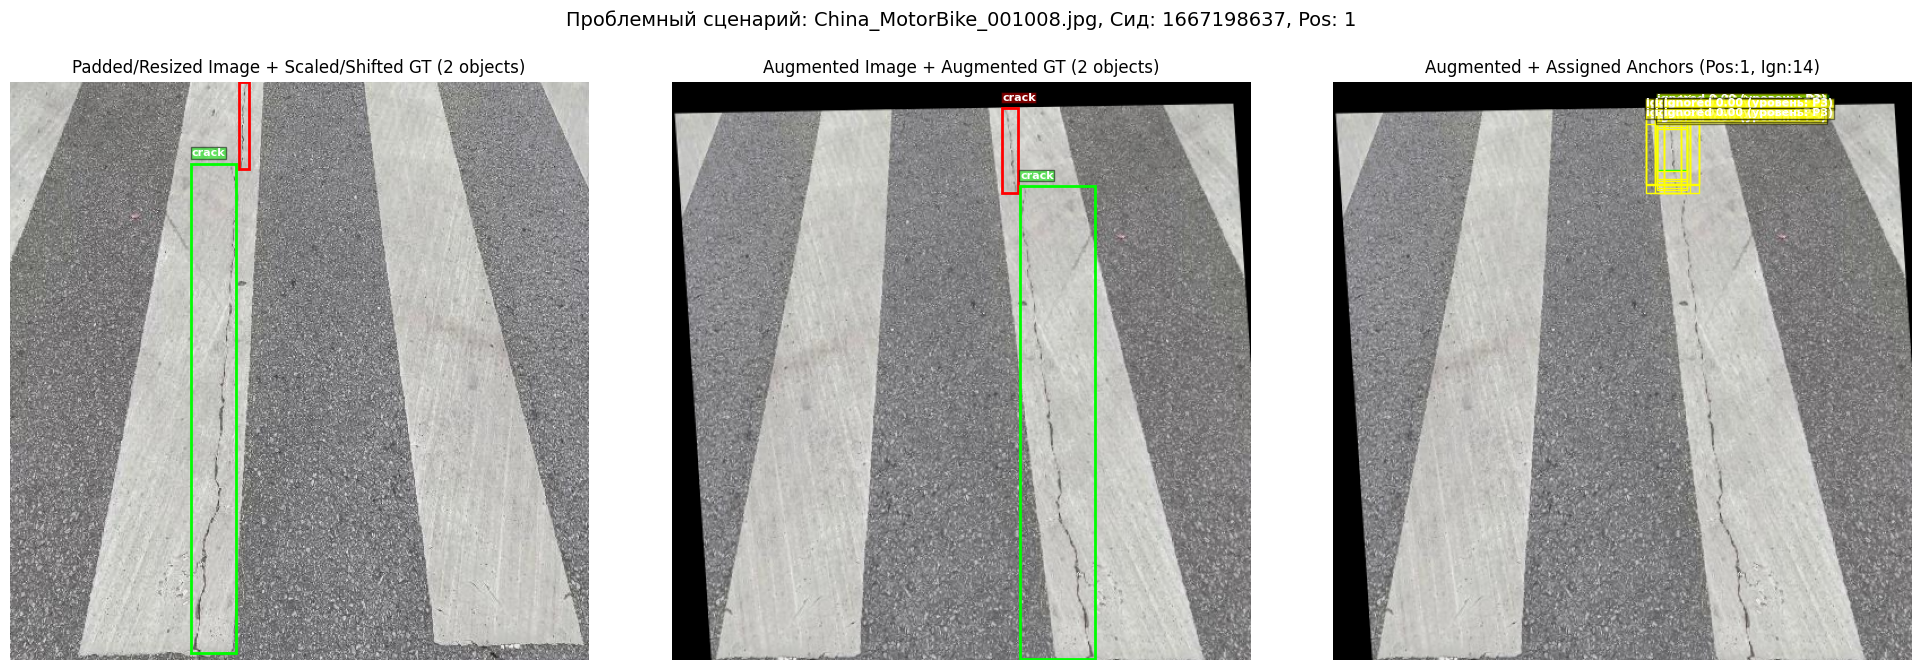 Проблемный сценарий: China_MotorBike_001008.jpg, Сид: 1667198637, Pos: 1
Padded/Resized Image + Scaled/Shifted GT (2 objects)
Augmented Image + Augmented GT (2 objects)
Augmented + Assigned Anchors (Pos:1, Ign:14)
crack
crack
crack